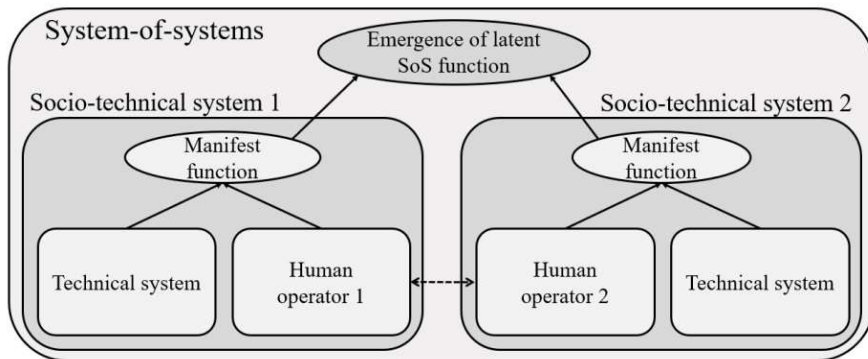 System-of-systems
Emergence of latent
SoS function
Socio-technical system 1
Socio-technical system 2
Manifest
function
Manifest
function
Technical system
Human
operator 1
Human
operator 2
Technical system